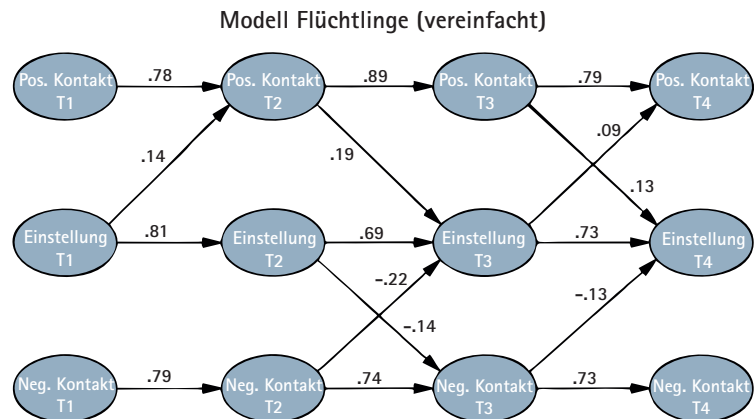 Modell Flüchtlinge (vereinfacht)
Pos. Kontakt
T1
.78
Pos. Kontakt
T2
.89
Pos. Kontakt
T3
.79
Pos. Kontakt
T4
.14
.19
.09
.13
Einstellung
T1
.81
Einstellung
T2
.69
Einstellung
T3
.73
Einstellung
T4
-.22
-.14
-.13
Neg. Kontakt
T1
.79
Neg. Kontakt
T2
.74
Neg. Kontakt
T3
.73
Neg. Kontakt
T4